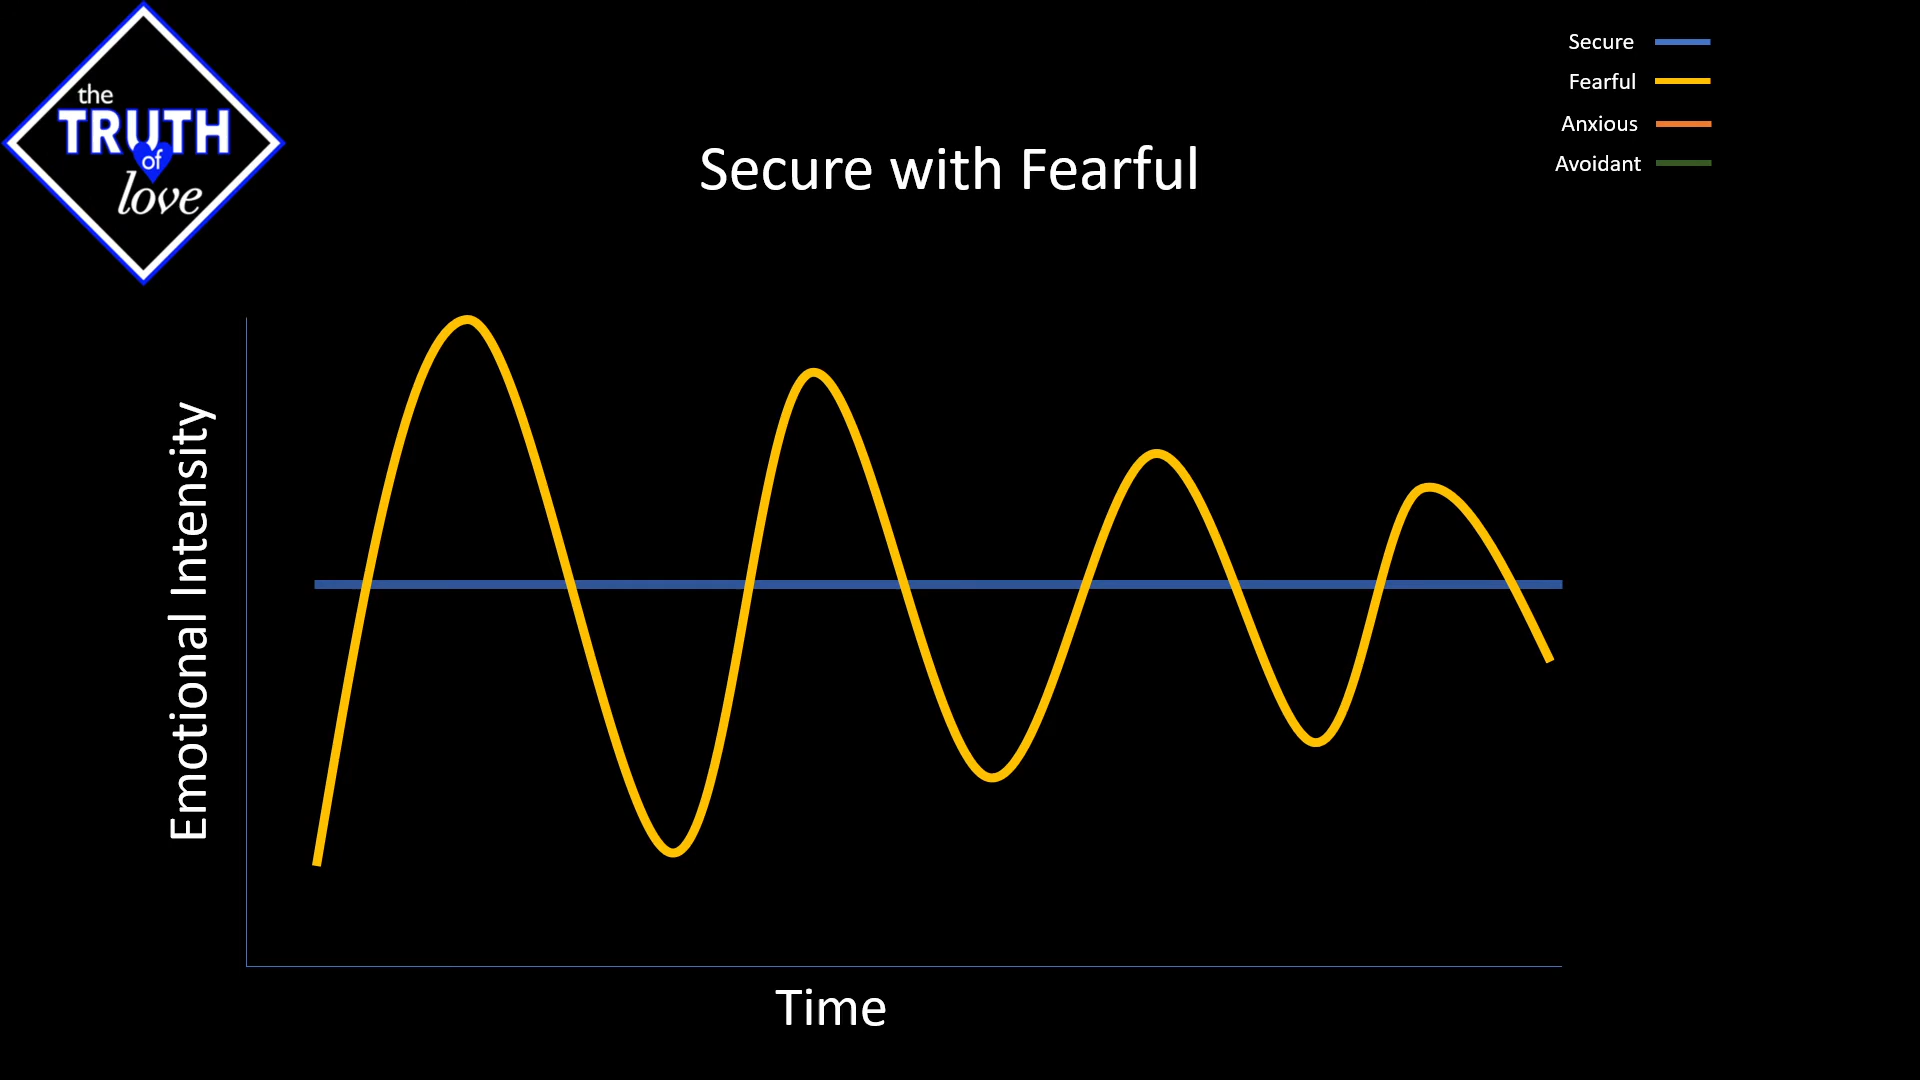 the
TRUTH
of
love
Secure
Fearful
Anxious
Avoidant
Secure with Fearful
Emotional Intensity
Time